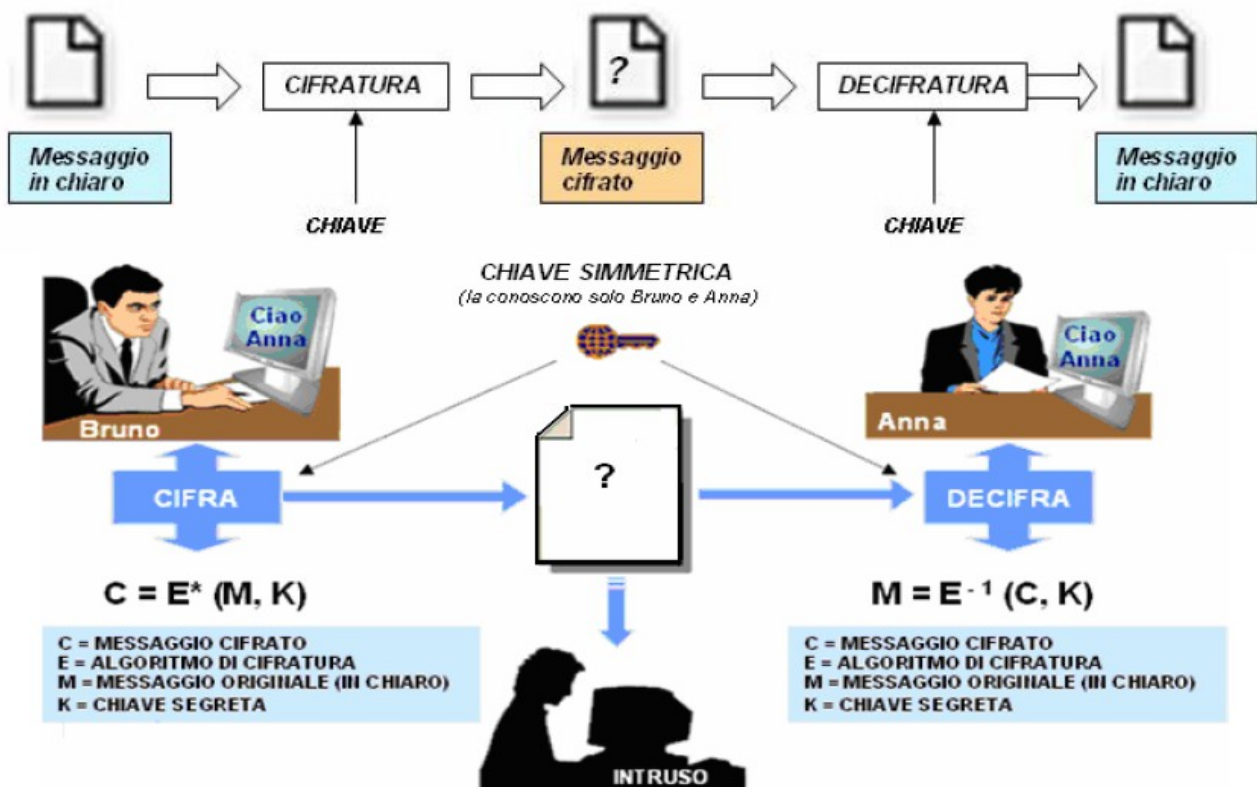 ?
CIFRATURA
DECIFRATURA
Messaggio
in chiaro
Messaggio
cifrato
Messaggio
in chiaro
CHIAVE
CHIAVE
CHIAVE SIMMETRICA
(la conoscono solo Bruno e Anna)
Ciao
Anna
Ciao
Anna
Bruno
Anna
?
CIFRA
DECIFRA
C = E* (M, K)
M = E-1 (C, K)
C = MESSAGGIO CIFRATO
E = ALGORITMO DI CIFRATURA
M = MESSAGGIO ORIGINALE (IN CHIARO)
K = CHIAVE SEGRETA
C = MESSAGGIO CIFRATO
E = ALGORITMO DI CIFRATURA
M = MESSAGGIO ORIGINALE (IN CHIARO)
K = CHIAVE SEGRETA
INTRUSO